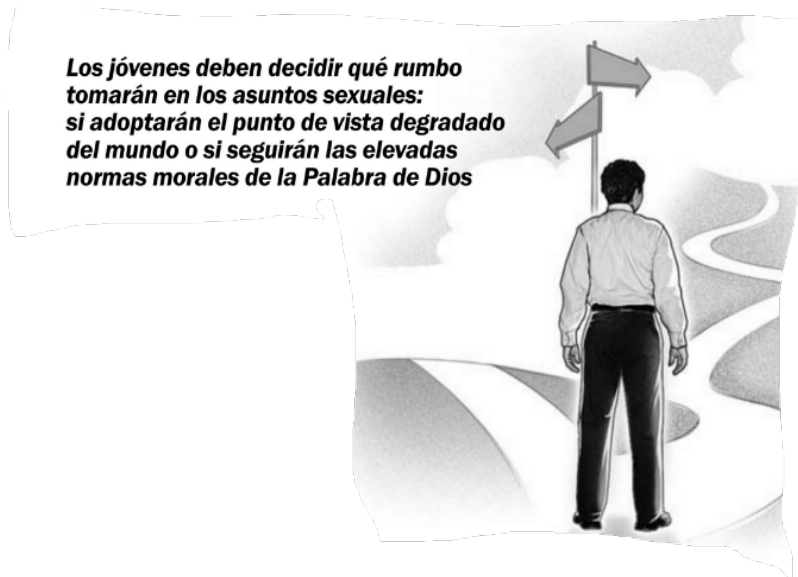 Los jóvenes deben decidir qué rumbo
tomarán en los asuntos sexuales:
si adoptarán el punto de vista degradado
del mundo o si seguirán las elevadas
normas morales de la Palabra de Dios